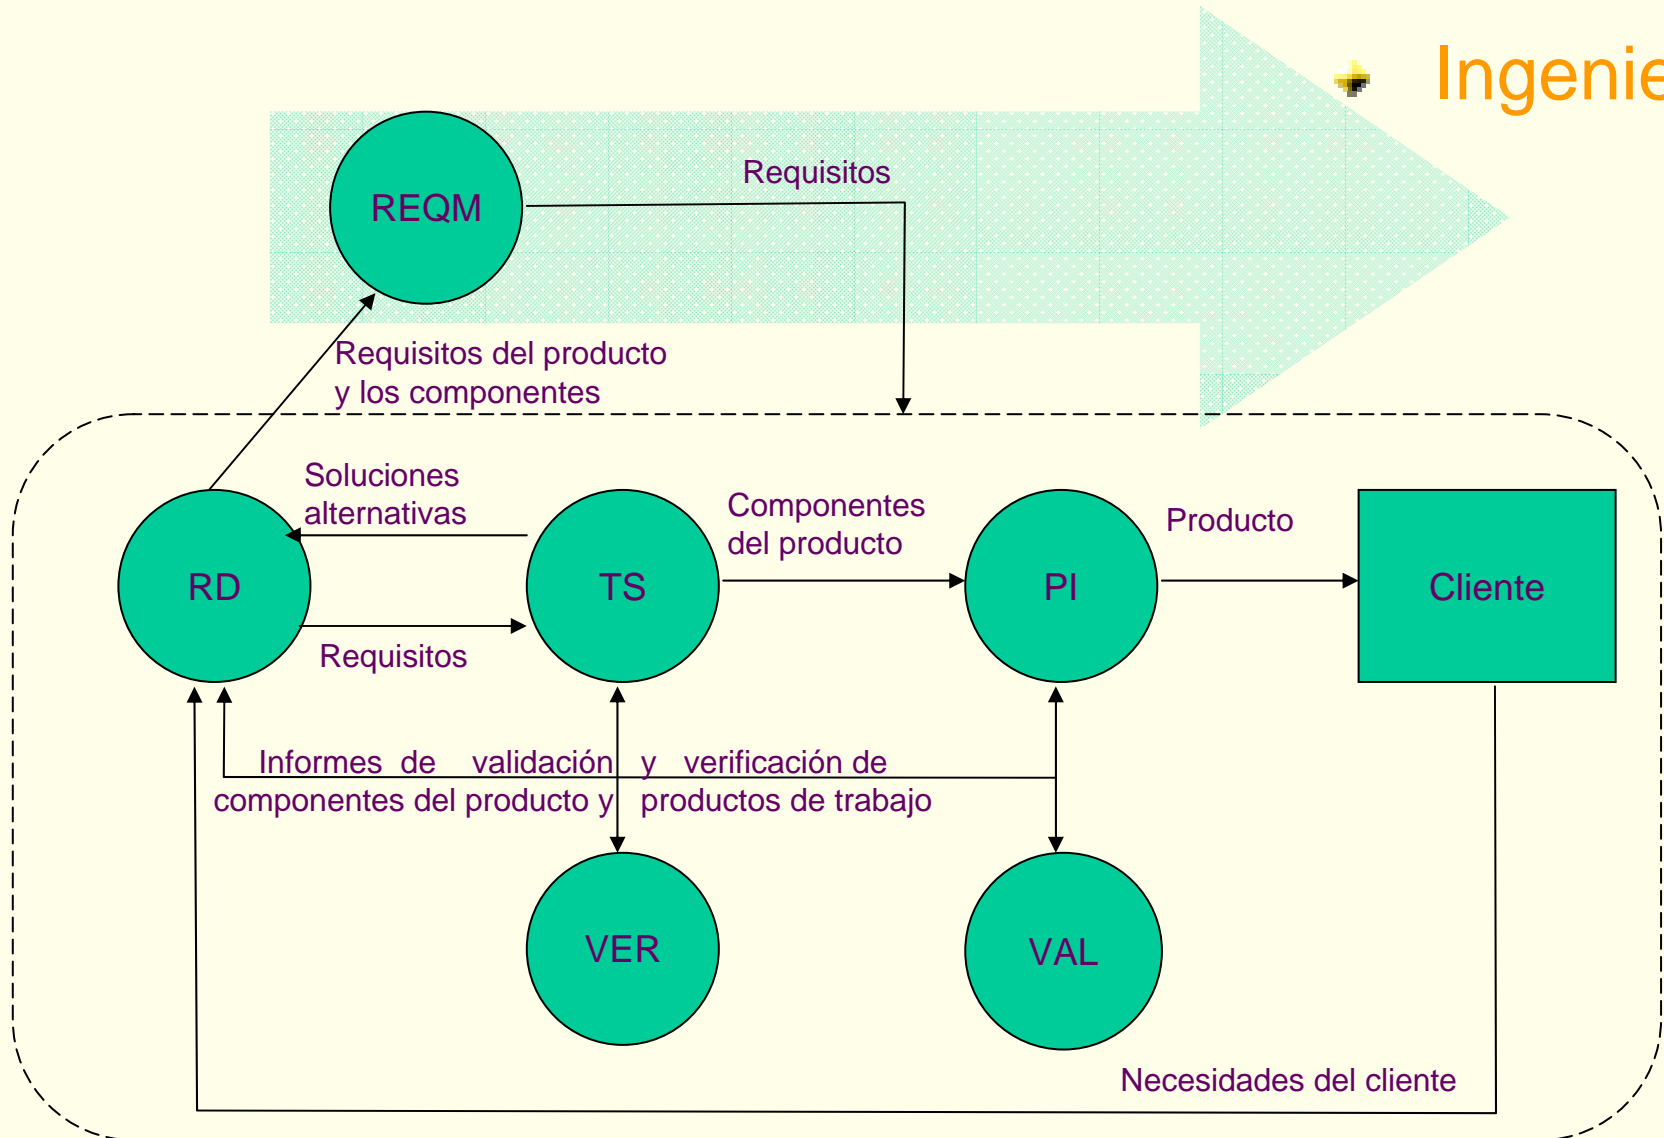 Ingenie
REQM
Requisitos
Requisitos del producto
y los componentes
Soluciones
alternativas
Componentes
del producto
Producto
RD
TS
PI
Cliente
Requisitos
Informes de validación y verificación de
componentes del producto y productos de trabajo
VER
VAL
Necesidades del cliente